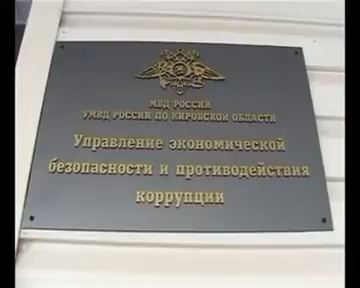 МВД РОССИИ
УМВД РОССИИ ПО КИРОВСКОЙ ОБЛАСТИ
Управление экономической
безопасности и противодействия
коррупции